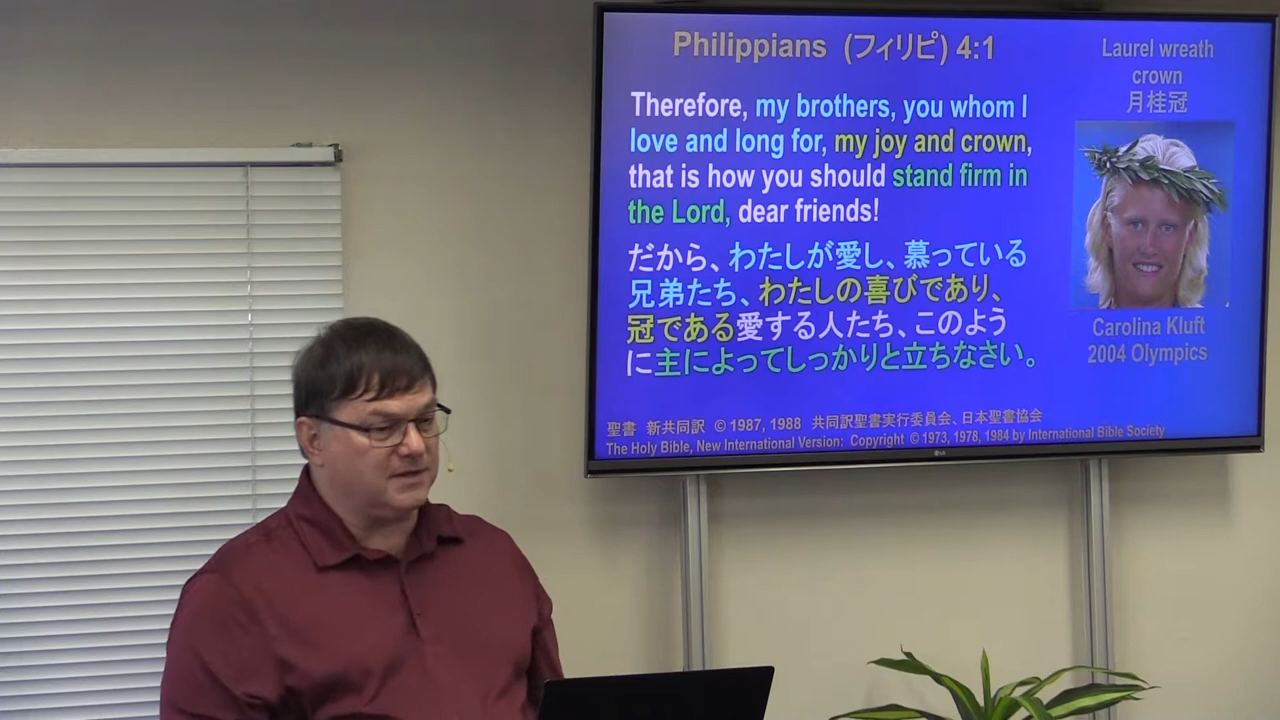 Philippians (フィリピ) 4:1
Therefore, my brothers, you whom I
love and long for, my joy and crown,
that is how you should stand firm in
the Lord, dear friends!
だから、わたしが愛し、慕っている
兄弟たち、わたしの喜びであり、
冠である愛する人たち、このよう
に主によってしっかりと立ちなさい。
Laurel wreath
crown
月桂冠
Carolina Kluft
2004 Olympics
聖書 新共同訳 © 1987, 1988 共同訳聖書実行委員会、日本聖書協会
The Holy Bible, New International Version: Copyright © 1973, 1978, 1984 by International Bible Society
LG